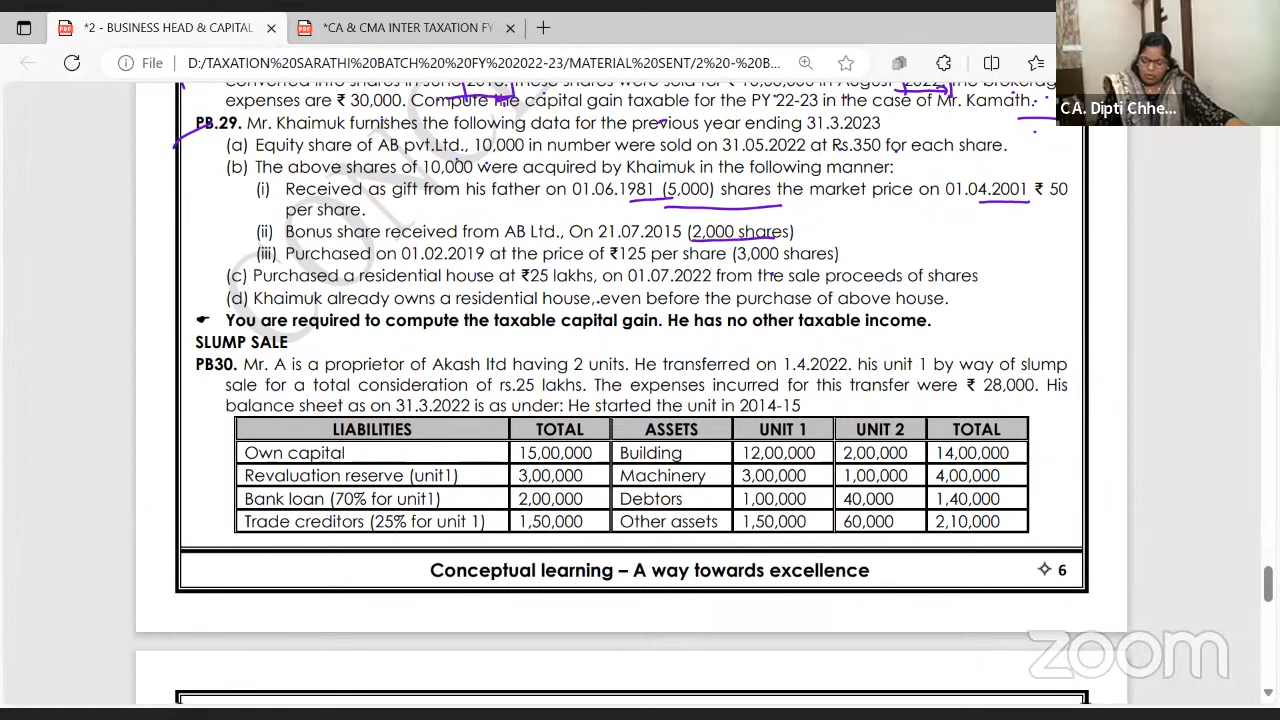 *2 - BUSINESS HEAD & CAPITAL
*CA & CMA INTER TAXATION FY
File D:/TAXATION%20SARATHI%20BATCH%20%20FY%202022-23/MATERIAL%20SENT/2%20-%20B...
expenses are ₹ 30,000. Compute the capital gain taxable for the PY 22-23 in the case of Mr. Kamath.
PB.29. Mr. Khaimuk furnishes the following data for the previous year ending 31.3.2023
(a) Equity share of AB pvt.Ltd., 10,000 in number were sold on 31.05.2022 at Rs.350 for each share.
(b) The above shares of 10,000 were acquired by Khaimuk in the following manner:
(i) Received as gift from his father on 01.06.1981 (5,000) shares the market price on 01.04.2001 ₹ 50
per share.
(ii) Bonus share received from AB Ltd., On 21.07.2015 (2,000 shares)
(iii) Purchased on 01.02.2019 at the price of ₹125 per share (3,000 shares)
(c) Purchased a residential house at ₹25 lakhs, on 01.07.2022 from the sale proceeds of shares
(d) Khaimuk already owns a residential house, even before the purchase of above house.
You are required to compute the taxable capital gain. He has no other taxable income.
SLUMP SALE
PB30. Mr. A is a proprietor of Akash ltd having 2 units. He transferred on 1.4.2022. his unit 1 by way of slump
sale for a total consideration of rs.25 lakhs. The expenses incurred for this transfer were ₹ 28,000. His
balance sheet as on 31.3.2022 is as under: He started the unit in 2014-15
LIABILITIES TOTAL ASSETS UNIT 1 UNIT 2 TOTAL
Own capital 15,00,000 Building 12,00,000 2,00,000 14,00,000
Revaluation reserve (unit1) 3,00,000 Machinery 3,00,000 1,00,000 4,00,000
Bank loan (70% for unit1) 2,00,000 Debtors 1,00,000 40,000 1,40,000
Trade creditors (25% for unit 1) 1,50,000 Other assets 1,50,000 60,000 2,10,000
Conceptual learning – A way towards excellence 6
CA. Dipti Chhe...
zoom